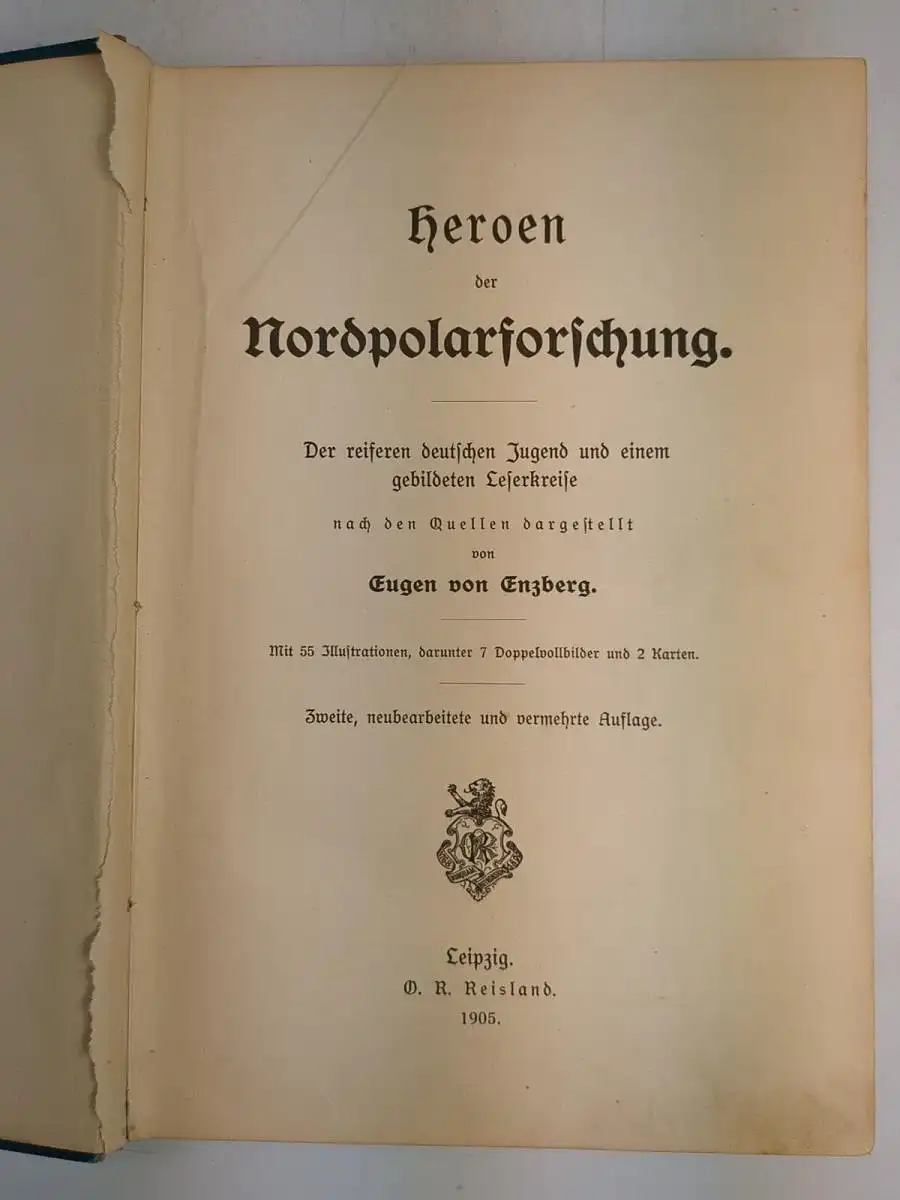 Heroen
der
Nordpolarforschung.
Der reiferen deutschen Jugend und einem
gebildeten Leserkreise
nach den Quellen dargestellt
von
Eugen von Enzberg.
Mit 55 Illustrationen, darunter 7 Doppelvollbilder und 2 Karten.
Zweite, neubearbeitete und vermehrte Auflage.
Leipzig.
O. R. Reisland.
1905.